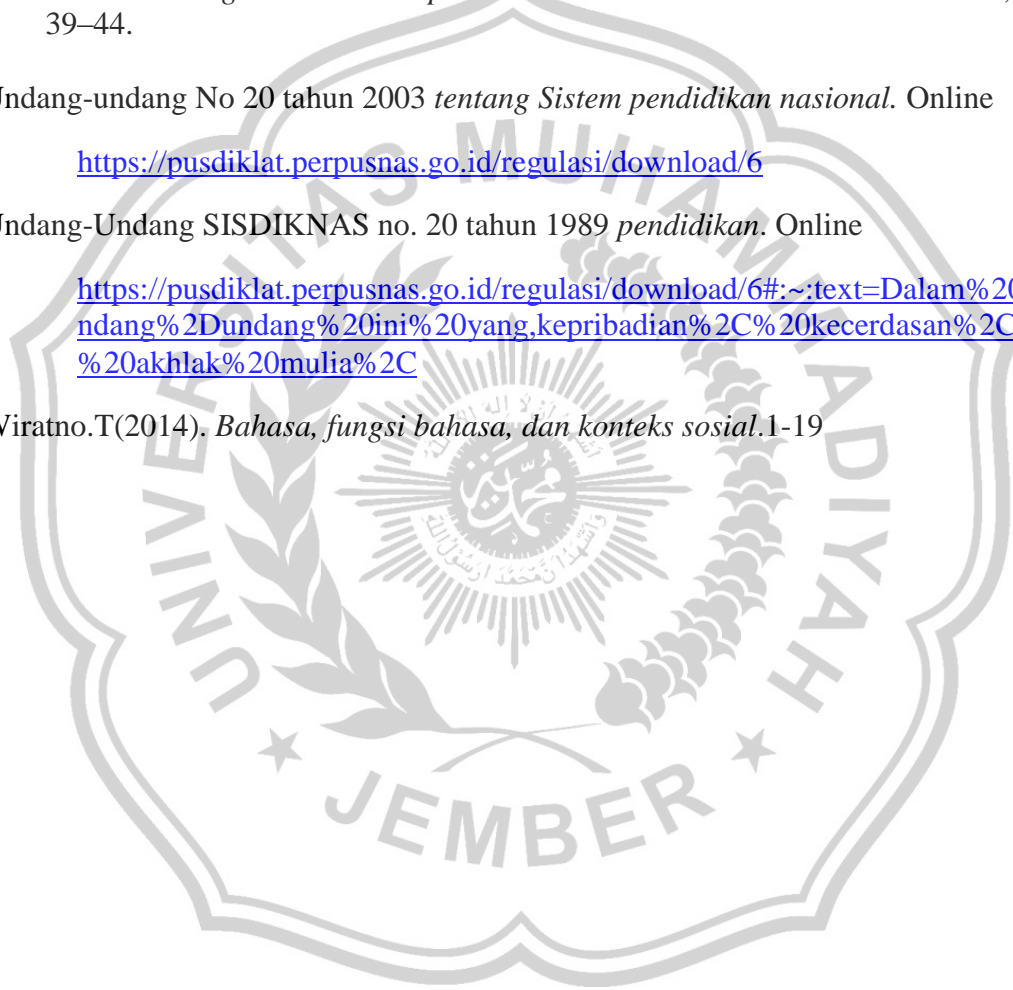 39–44.
Undang-undang No 20 tahun 2003 tentang Sistem pendidikan nasional. Online
https://pusdiklat.perpusnas.go.id/regulasi/download/6
Undang-Undang SISDIKNAS no. 20 tahun 1989 pendidikan. Online
https://pusdiklat.perpusnas.go.id/regulasi/download/6#:~:text=Dalam%20
ndang%2Dundang%20ini%20yang,kepribadian%2C%20kecerdasan%2C
%20akhlak%20mulia%2C
Wiratno.T(2014). Bahasa, fungsi bahasa, dan konteks sosial.1-19
UNIVERSITAS MUHAMMADIYAH
JEMBER